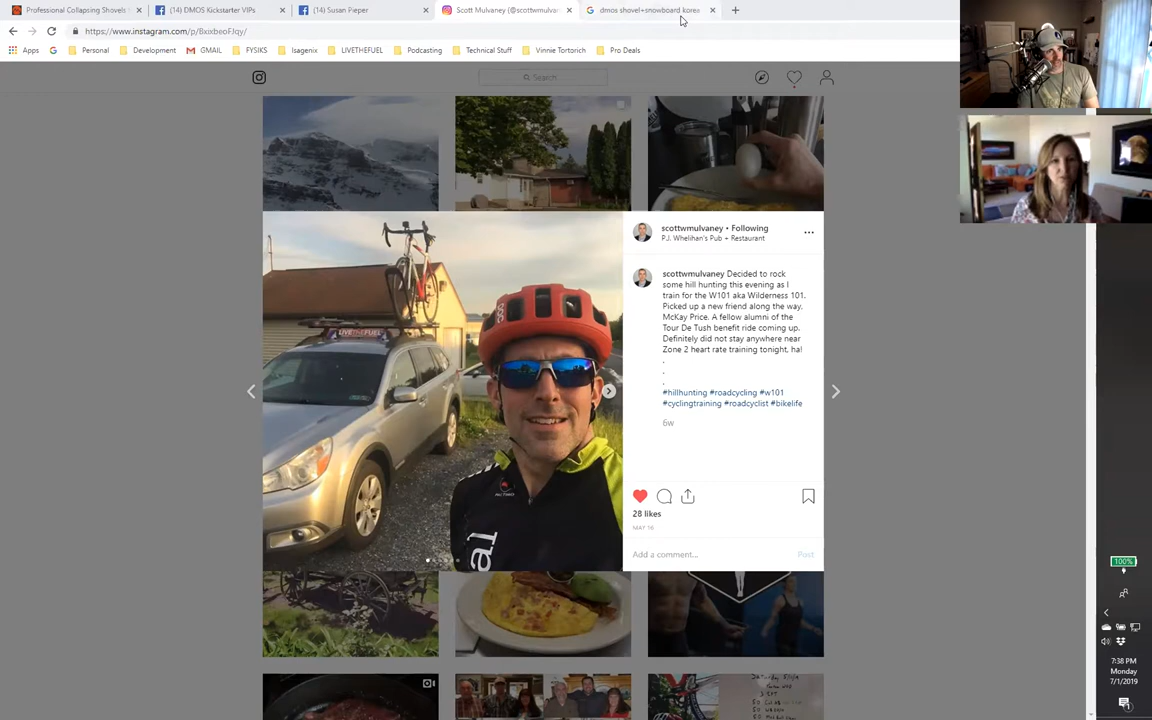 Professional Collapsing Shovels
(14) DMOS Kickstarter VIPs
(14) Susan Pieper
Scott Mulvaney (@scottwmulvan
dmos shovel+snowboard korea
https://www.instagram.com/p/BxixbeoFJqy/
Apps
Personal
Development
GMAIL
FYSIKS
Isagenix
LIVETHEFUEL
Podcasting
Technical Stuff
Vinnie Tortorich
Pro Deals
Search
scottwmulvaney • Following
P.J. Whelihan's Pub + Restaurant
scottwmulvaney Decided to rock
some hill hunting this evening as I
train for the W101 aka Wilderness 101.
Picked up a new friend along the way,
McKay Price. A fellow alumni of the
Tour De Tush benefit ride coming up.
Definitely did not stay anywhere near
Zone 2 heart rate training tonight, ha!
.
.
.
#hillhunting #roadcycling #w101
#cyclingtraining #roadcyclist #bikelife
6w
28 likes
MAY 16
Add a comment...
Post
LIVETHEFUEL
al
100%
7:38 PM
Monday
7/1/2019